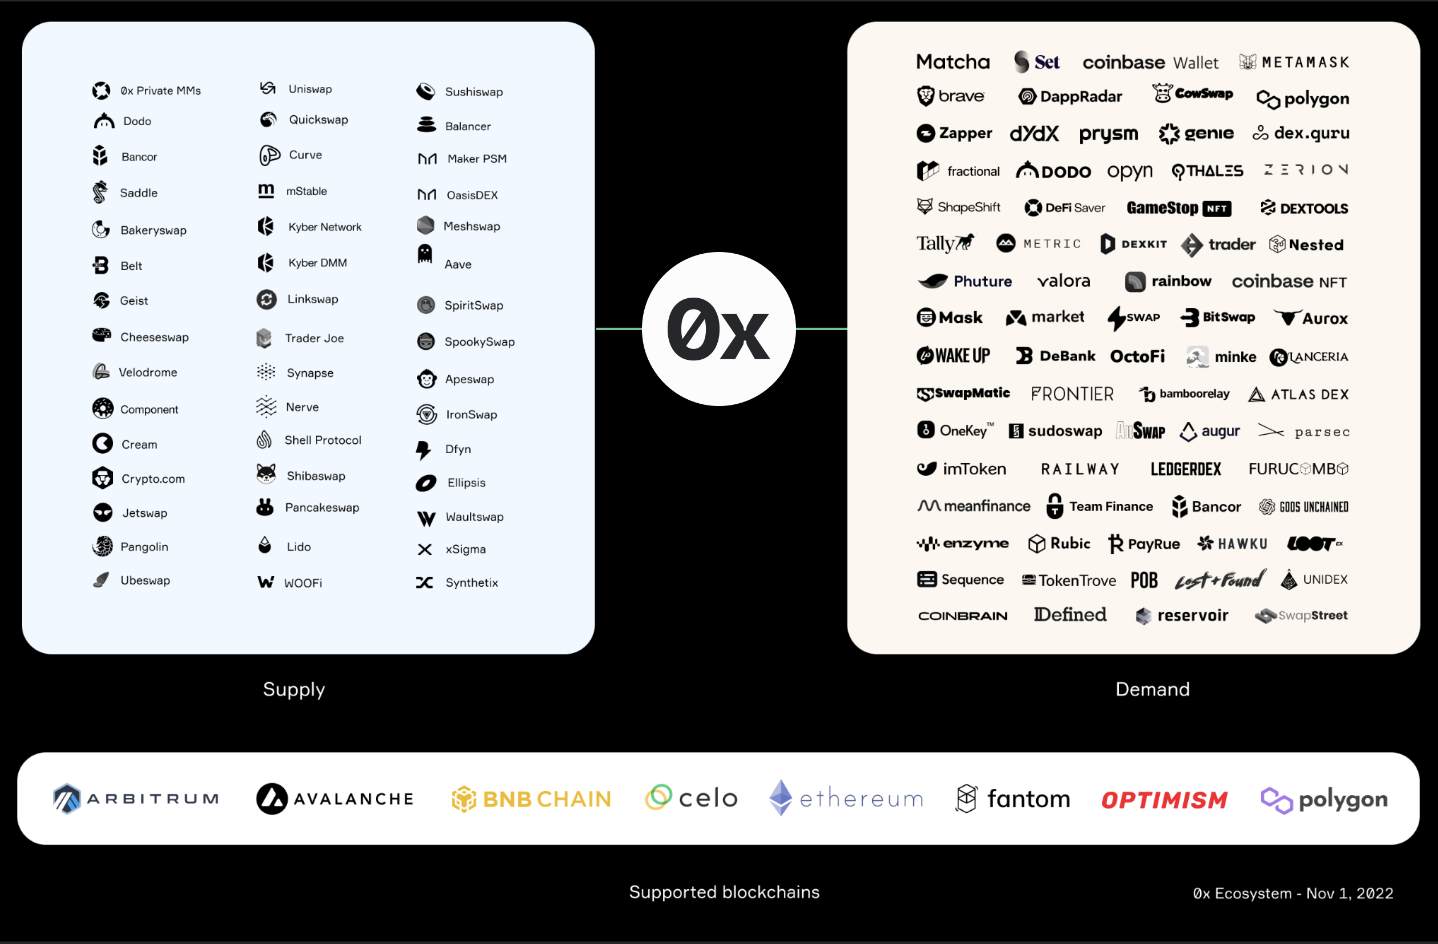 0x Private MMs
Dodo
Bancor
Saddle
Bakeryswap
Belt
Geist
Cheeseswap
Velodrome
Component
Cream
Crypto.com
Jetswap
Pangolin
Ubeswap
Uniswap
Quickswap
Curve
mStable
Kyber Network
Kyber DMM
Linkswap
Trader Joe
Synapse
Nerve
Shell Protocol
Shibaswap
Pancakeswap
Lido
WOOFi
Sushiswap
Balancer
Maker PSM
OasisDEX
Meshswap
Aave
SpiritSwap
SpookySwap
Apeswap
IronSwap
Dfyn
Ellipsis
Waultswap
xSigma
Synthetix
Supply
0x
Matcha Set coinbase Wallet METAMASK
brave DappRadar CowSwap polygon
Zapper dYdX prysm genie dex.guru
fractional DODO opyn THALES ZERION
ShapeShift DeFi Saver GameStop NFT DEXTOOLS
Tally METRIC DEXKIT trader Nested
Phuture valora rainbow coinbase NFT
Mask market SWAP BitSwap Aurox
WAKE UP DeBank OctoFi minke LANCERIA
SwapMatic FRONTIER bamboorelay ATLAS DEX
OneKey™ sudoswap AnySWAP augur parsec
imToken RAILWAY LEDGERDEX FURUCOMBO
meanfinance Team Finance Bancor GODS UNCHAINED
enzyme Rubic PayRue HAWKU LOOT EX
Sequence TokenTrove POB Lost+Found UNIDEX
COINBRAIN Defined reservoir SwapStreet
Demand
ARBITRUM AVALANCHE BNB CHAIN celo ethereum fantom OPTIMISM polygon
Supported blockchains
0x Ecosystem - Nov 1, 2022